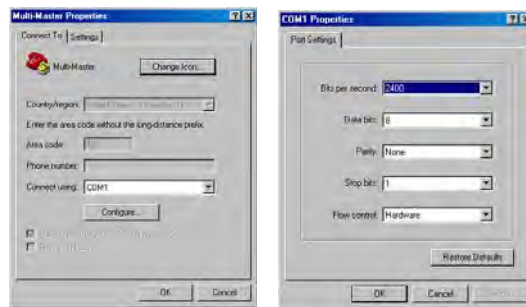 Multi-Master Properties
Connect To
Settings
Multi-Master
Change Icon...
Country/region:
Enter the area code without the long-distance prefix.
Area code:
Phone number:
Connect using: COM1
Configure...
OK Cancel
COM1 Properties
Port Settings
Bits per second: 2400
Data bits: 8
Parity: None
Stop bits: 1
Flow control: Hardware
Restore Defaults
OK Cancel